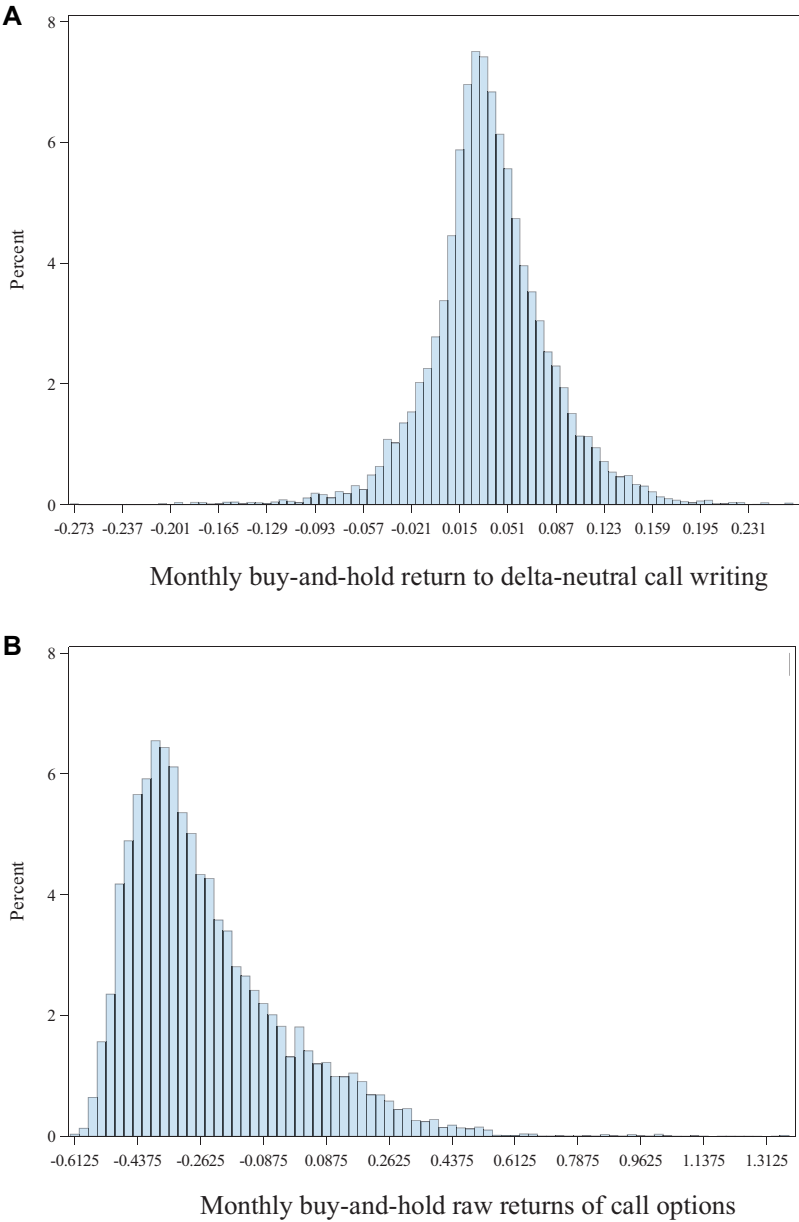 A
8
6
4
2
0
Percent
-0.273 -0.237 -0.201 -0.165 -0.129 -0.093 -0.057 -0.021 0.015 0.051 0.087 0.123 0.159 0.195 0.231
Monthly buy-and-hold return to delta-neutral call writing
B
8
6
4
2
0
Percent
-0.6125 -0.4375 -0.2625 -0.0875 0.0875 0.2625 0.4375 0.6125 0.7875 0.9625 1.1375 1.3125
Monthly buy-and-hold raw returns of call options